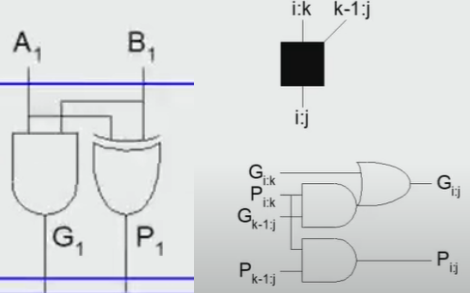 A1 B1
G1 P1
i:k k-1:j
i:j
Gi:k
Pi:k
Gk-1:j
Gi:j
Pk-1:j
Pi:j